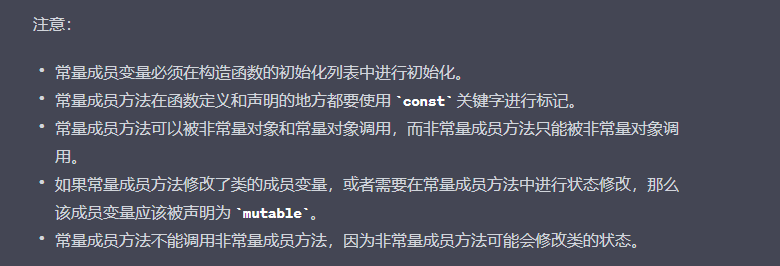 注意：
• 常量成员变量必须在构造函数的初始化列表中进行初始化。
• 常量成员方法在函数定义和声明的地方都要使用 `const` 关键字进行标记。
• 常量成员方法可以被非常量对象和常量对象调用，而非常量成员方法只能被非常量对象调
用。
• 如果常量成员方法修改了类的成员变量，或者需要在常量成员方法中进行状态修改，那么
该成员变量应该被声明为 `mutable`。
• 常量成员方法不能调用非常量成员方法，因为非常量成员方法可能会修改类的状态。